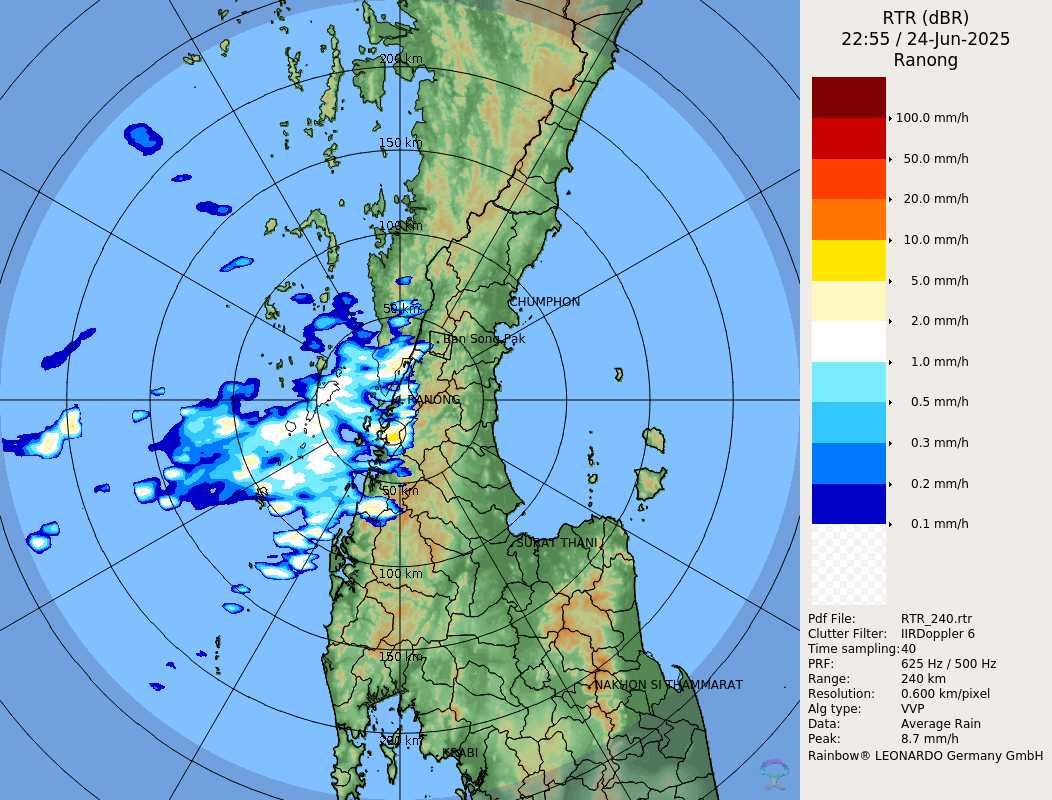 RTR (dBR)
22:55 / 24-Jun-2025
Ranong
100.0 mm/h
50.0 mm/h
20.0 mm/h
10.0 mm/h
5.0 mm/h
2.0 mm/h
1.0 mm/h
0.5 mm/h
0.3 mm/h
0.2 mm/h
0.1 mm/h
Pdf File: RTR_240.rtr
Clutter Filter: IIRDoppler 6
Time sampling:40
PRF: 625 Hz / 500 Hz
Range: 240 km
Resolution: 0.600 km/pixel
Alg type: VVP
Data: Average Rain
Peak: 8.7 mm/h
Rainbow® LEONARDO Germany GmbH
200 km
150 km
100 km
CHUMPHON
50 km
Ban Song Pak
RANONG
50 km
SURAT THANI
100 km
150 km
NAKHON SI THAMMARAT
200 km
KRABI